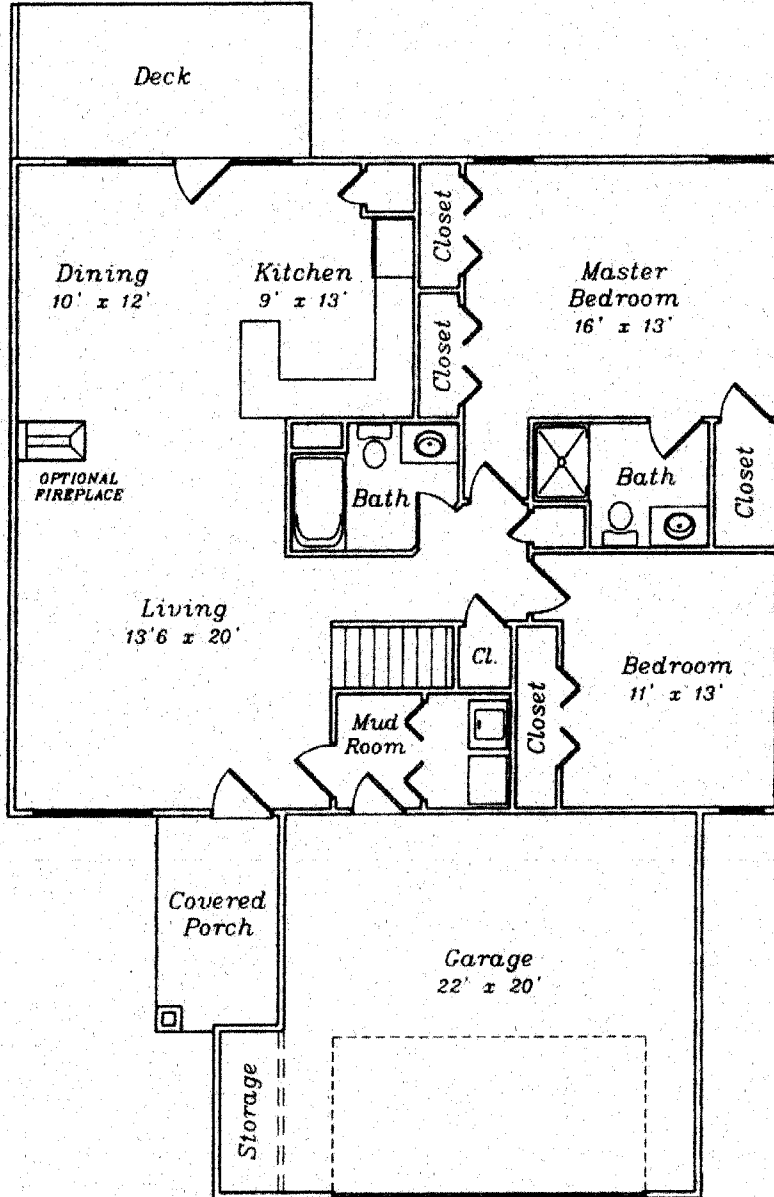 Deck
Dining
10' x 12'
Kitchen
9' x 13'
Closet
Closet
Master
Bedroom
16' x 13'
OPTIONAL
FIREPLACE
Bath
Bath
Closet
Living
13'6 x 20'
Cl.
Bedroom
11' x 13'
Closet
Mud
Room
Covered
Porch
Garage
22' x 20'
Storage